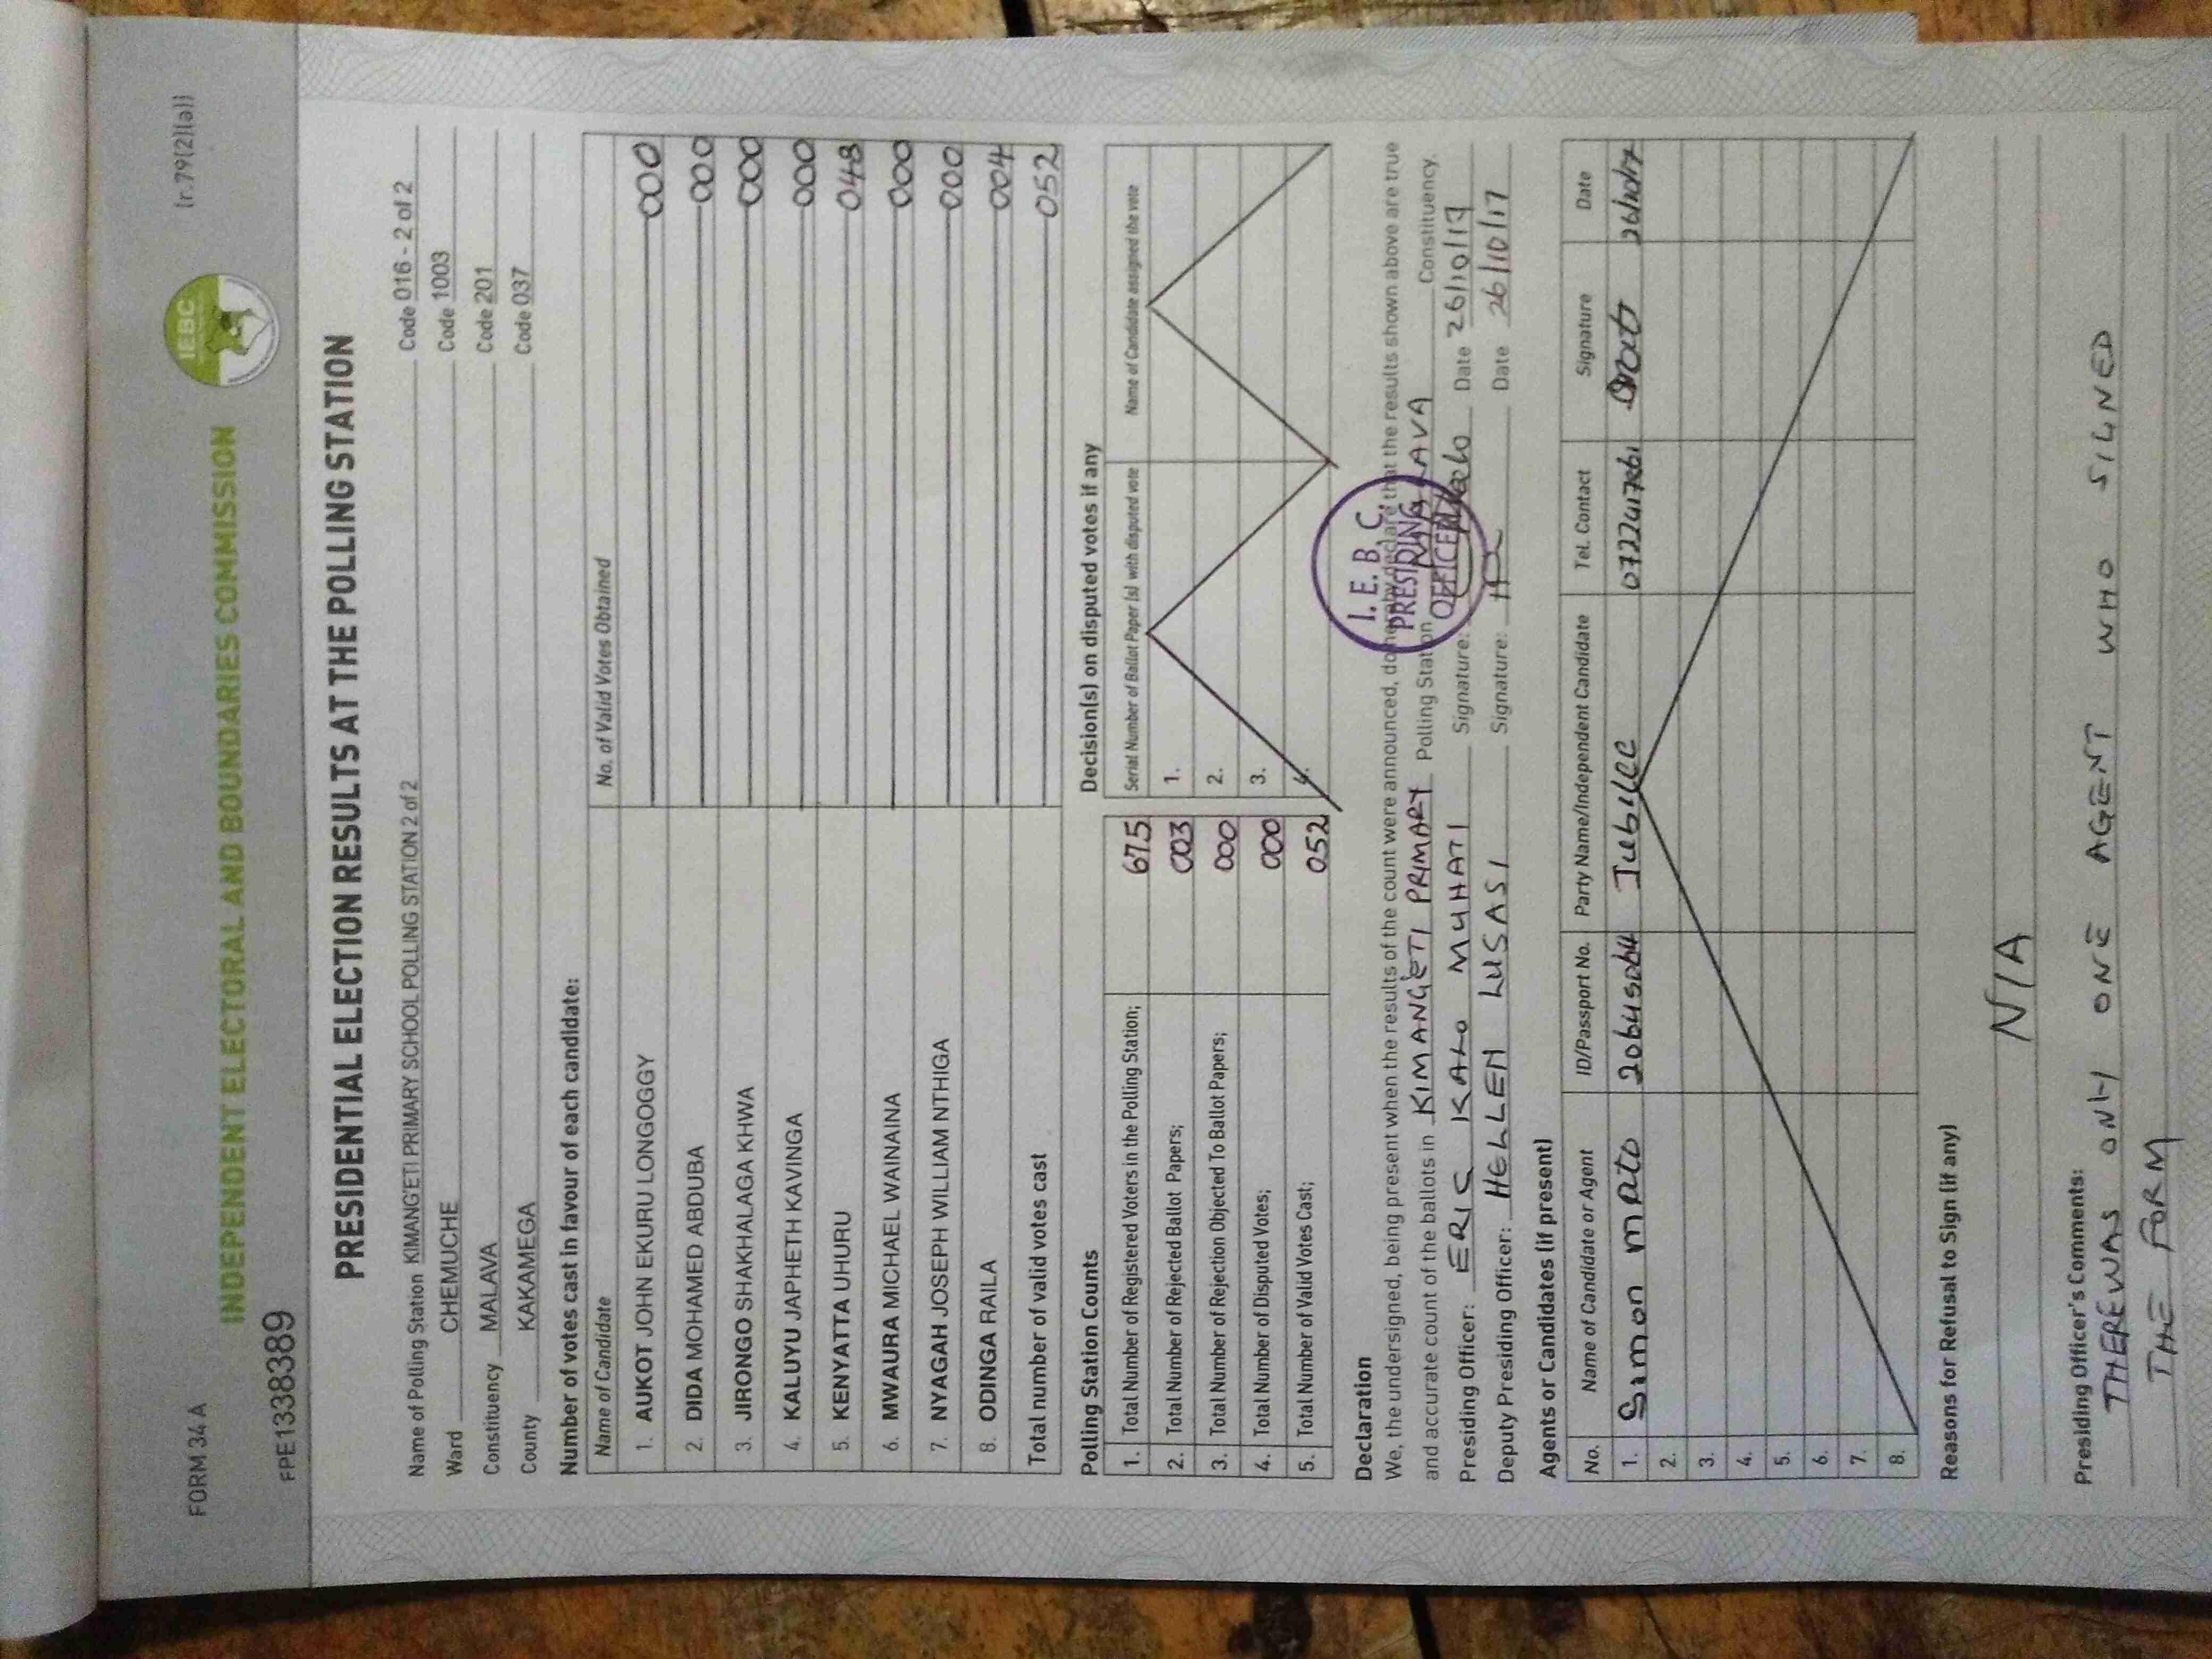 FORM 34 A
(r.79(2)(a))
IEBC
INDEPENDENT ELECTORAL AND BOUNDARIES COMMISSION
FPE1338389
PRESIDENTIAL ELECTION RESULTS AT THE POLLING STATION
Name of Polling Station KIMANG'ETI PRIMARY SCHOOL POLLING STATION 2 of 2 Code 016 - 2 of 2
Ward CHEMUCHE Code 1003
Constituency MALAVA Code 201
County KAKAMEGA Code 037
Number of votes cast in favour of each candidate:
Name of Candidate No. of Valid Votes Obtained
1. AUKOT JOHN EKURU LONGOGGY 000
2. DIDA MOHAMED ABDUBA 000
3. JIRONGO SHAKHALAGA KHWA 000
4. KALUYU JAPHETH KAVINGA 000
5. KENYATTA UHURU 048
6. MWAURA MICHAEL WAINAINA 000
7. NYAGAH JOSEPH WILLIAM NTHIGA 000
8. ODINGA RAILA 004
Total number of valid votes cast 052
Polling Station Counts
1. Total Number of Registered Voters in the Polling Station; 675
2. Total Number of Rejected Ballot Papers; 003
3. Total Number of Rejection Objected To Ballot Papers; 000
4. Total Number of Disputed Votes; 000
5. Total Number of Valid Votes Cast; 052
Decision(s) on disputed votes if any
Serial Number of Ballot Paper (s) with disputed vote Name of Candidate assigned the vote
1.
2.
3.
4.
Declaration
We, the undersigned, being present when the results of the count were announced, do hereby declare that the results shown above are true
and accurate count of the ballots in KIMANG'ETI PRIMARY Polling Station MALAVA Constituency.
Presiding Officer: ERIC KALO MUHATI Signature: Date 26/10/17
Deputy Presiding Officer: HELLEN LUSASI Signature: Date 26/10/17
I. E. B. C.
PRESIDING
OFFICER
Agents or Candidates (if present)
No. Name of Candidate or Agent ID/Passport No. Party Name/Independent Candidate Tel. Contact Signature Date
1. Simon Jubilee 26/10/17
2.
3.
4.
5.
6.
7.
8.
Reasons for Refusal to Sign (if any)
N/A
Presiding Officer's Comments:
THERE WAS ONLY ONE AGENT WHO SIGNED
THE FORM